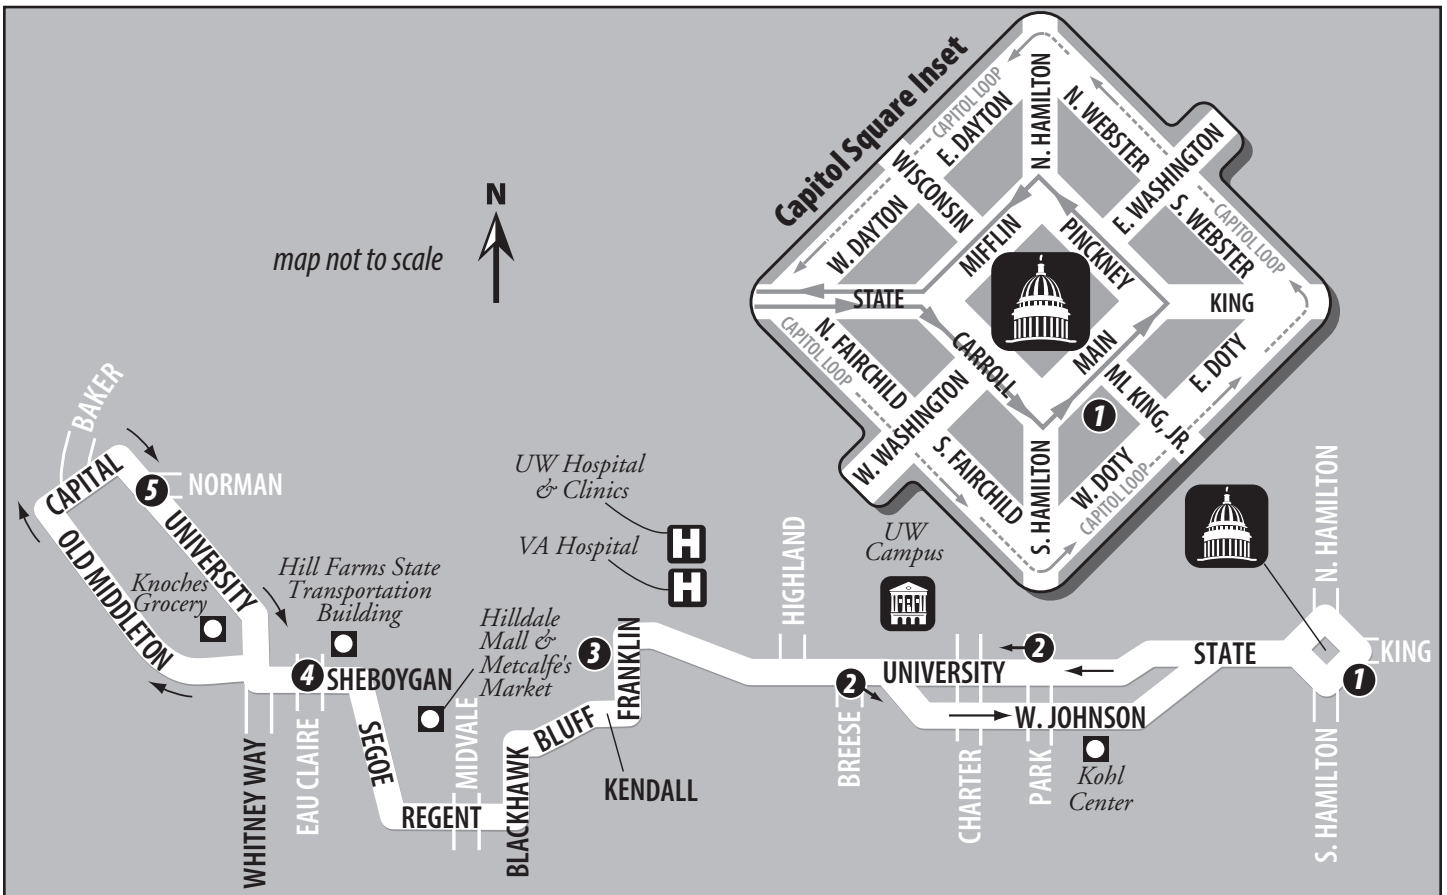 Capitol Square Inset
CAPITOL LOOP
E. DAYTON
N. HAMILTON
N. WEBSTER
WISCONSIN
E. WASHINGTON
W. DAYTON
MIFFLIN
PINCKNEY
S. WEBSTER
CAPITOL LOOP
STATE
KING
N. FAIRCHILD
CAPITOL LOOP
CARROLL
MAIN
E. DOTY
W. WASHINGTON
ML KING, JR.
1
S. FAIRCHILD
S. HAMILTON
W. DOTY
CAPITOL LOOP
N
map not to scale
BAKER
CAPITAL
5
NORMAN
UNIVERSITY
OLD MIDDLETON
Knoches
Grocery
Hill Farms State
Transportation
Building
UW Hospital
& Clinics
VA Hospital
H
H
Hilldale
Mall &
Metcalfe's
Market
3
FRANKLIN
4
SHEBOYGAN
WHITNEY WAY
EAU CLAIRE
SEGOE
MIDVALE
REGENT
BLACKHAWK
BLUFF
KENDALL
HIGHLAND
UW
Campus
2
UNIVERSITY
2
BREESE
W. JOHNSON
CHARTER
PARK
Kohl
Center
STATE
N. HAMILTON
KING
1
S. HAMILTON